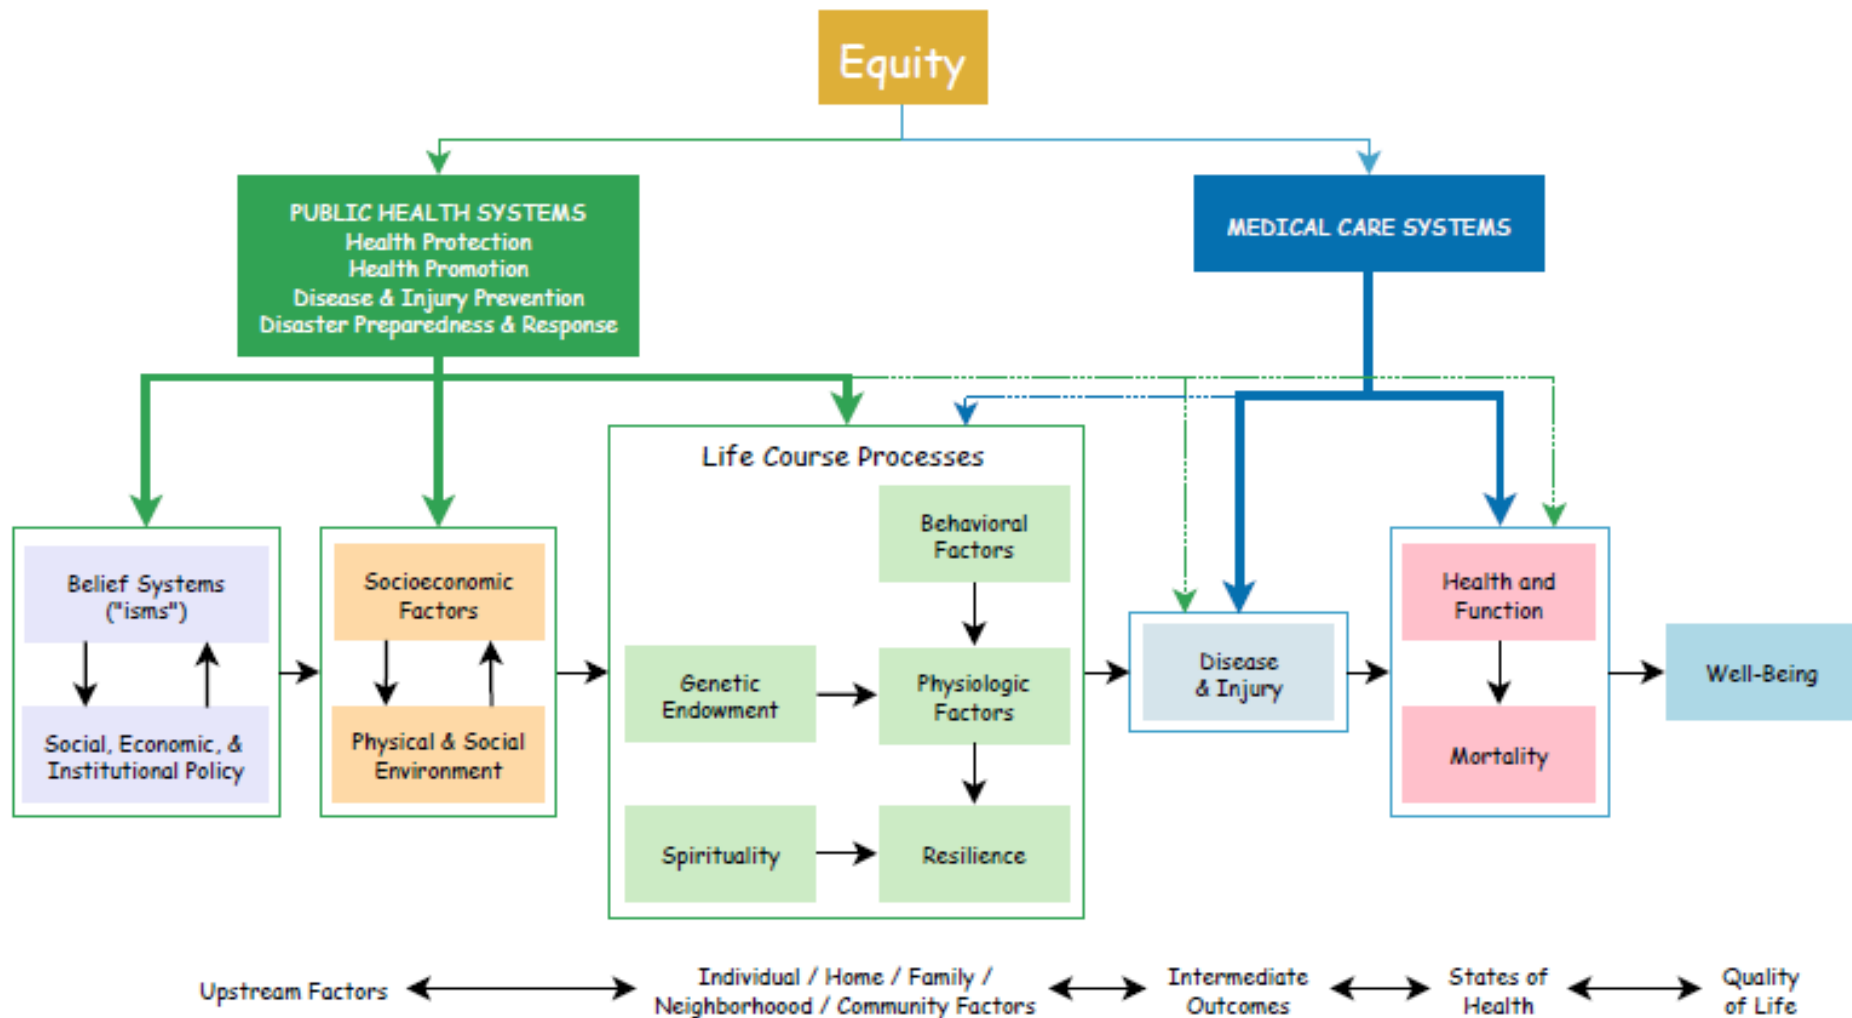 Equity
PUBLIC HEALTH SYSTEMS
Health Protection
Health Promotion
Disease & Injury Prevention
Disaster Preparedness & Response
MEDICAL CARE SYSTEMS
Belief Systems
("isms")
Social, Economic, &
Institutional Policy
Socioeconomic
Factors
Physical & Social
Environment
Life Course Processes
Behavioral
Factors
Genetic
Endowment
Physiologic
Factors
Spirituality
Resilience
Disease
& Injury
Health and
Function
Mortality
Well-Being
Upstream Factors
Individual / Home / Family /
Neighborhoood / Community Factors
Intermediate
Outcomes
States of
Health
Quality
of Life